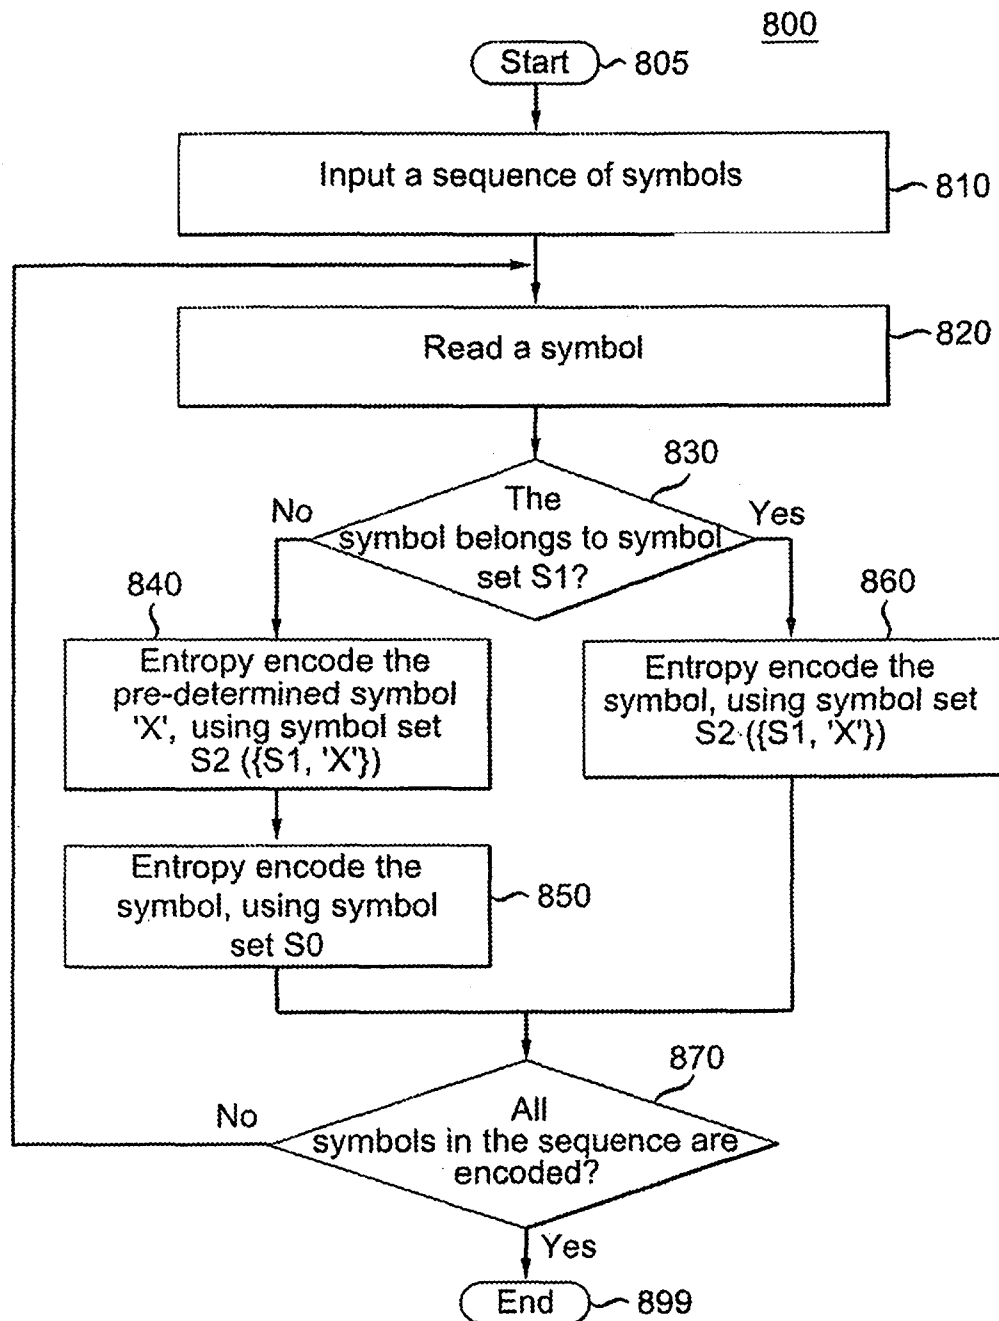 800
Start
805
Input a sequence of symbols
810
Read a symbol
820
830
No
The
symbol belongs to symbol
set S1?
Yes
840
Entropy encode the
pre-determined symbol
'X', using symbol set
S2 ({S1, 'X'})
860
Entropy encode the
symbol, using symbol set
S2 ({S1, 'X'})
Entropy encode the
symbol, using symbol
set S0
850
870
No
All
symbols in the sequence are
encoded?
Yes
End
899